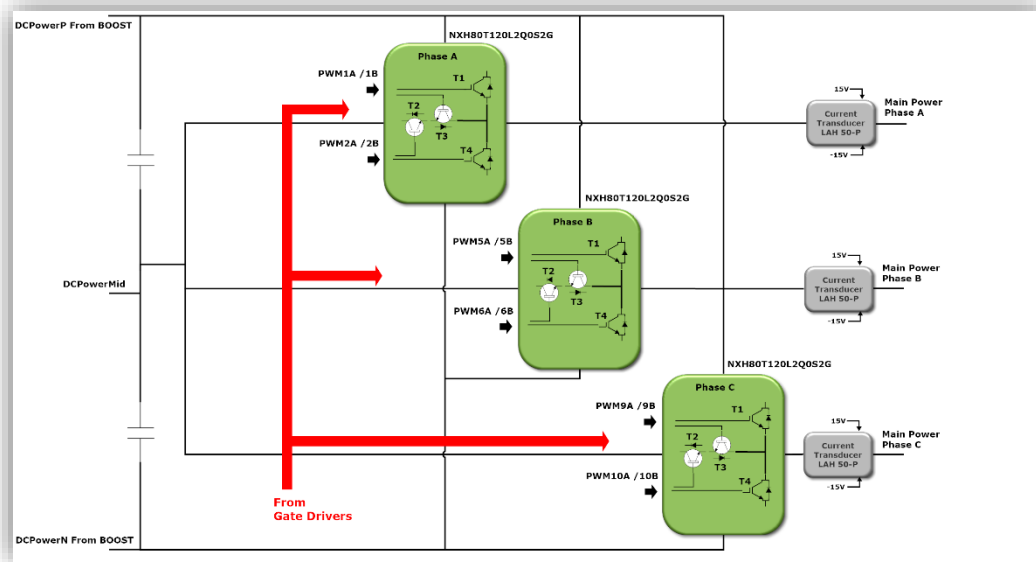 DCPowerP From BOOST
NXH80T120L2Q0S2G
Phase A
PWM1A /1B
T1
T2
T3
PWM2A /2B
T4
15V
Current
Transducer
LAH 50-P
-15V
Main Power
Phase A
NXH80T120L2Q0S2G
Phase B
PWM5A /5B
T1
T2
T3
PWM6A /6B
T4
DCPowerMid
15V
Current
Transducer
LAH 50-P
-15V
Main Power
Phase B
NXH80T120L2Q0S2G
Phase C
PWM9A /9B
T1
T2
T3
PWM10A /10B
T4
15V
Current
Transducer
LAH 50-P
-15V
Main Power
Phase C
From
Gate Drivers
DCPowerN From BOOST